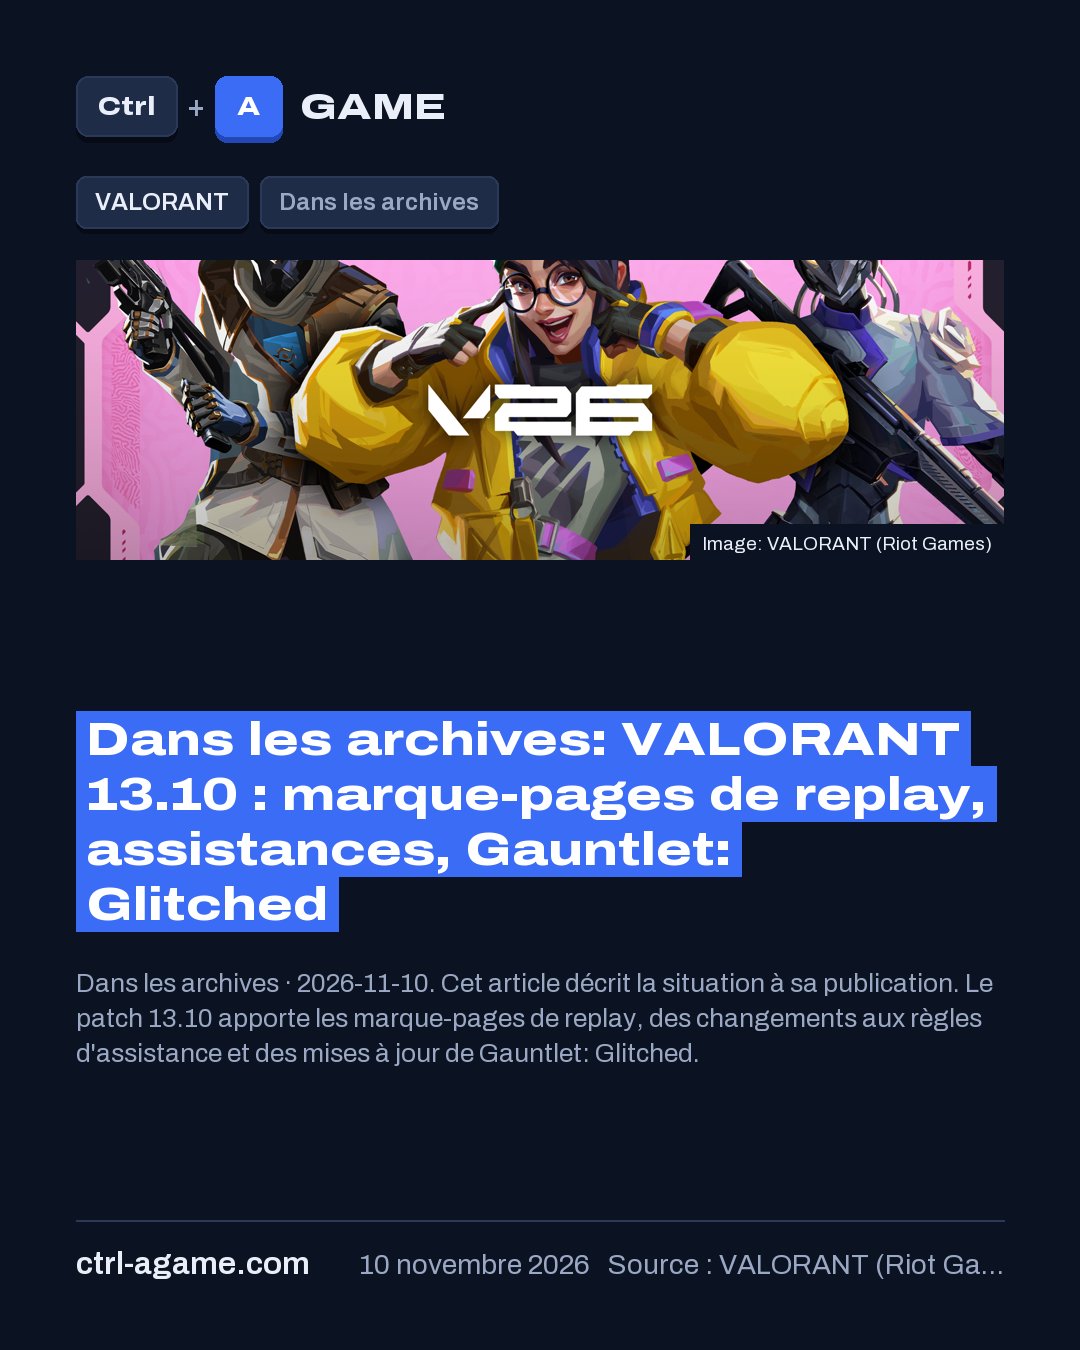 Ctrl + A GAME
VALORANT Dans les archives
V26
Image: VALORANT (Riot Games)
Dans les archives: VALORANT
13.10 : marque-pages de replay,
assistances, Gauntlet:
Glitched
Dans les archives · 2026-11-10. Cet article décrit la situation à sa publication. Le
patch 13.10 apporte les marque-pages de replay, des changements aux règles
d'assistance et des mises à jour de Gauntlet: Glitched.
ctrl-agame.com 10 novembre 2026 Source : VALORANT (Riot Ga...